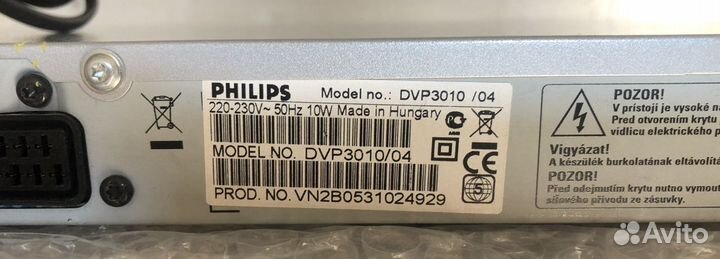 PHILIPS Model no.: DVP3010 /04
220-230V~ 50Hz 10W Made in Hungary
MODEL NO. DVP3010/04
PROD. NO. VN2B0531024929
CE
S
POZOR!
V prístoji je vysoké na
Pred otvorením krytu
vidlicu elektrického p
Vigyázat!
A készülék burkolatának eltávolít
POZOR!
Před odejmutím krytu nutno vymout
síťového přívodu ze zásuvky.
Avito